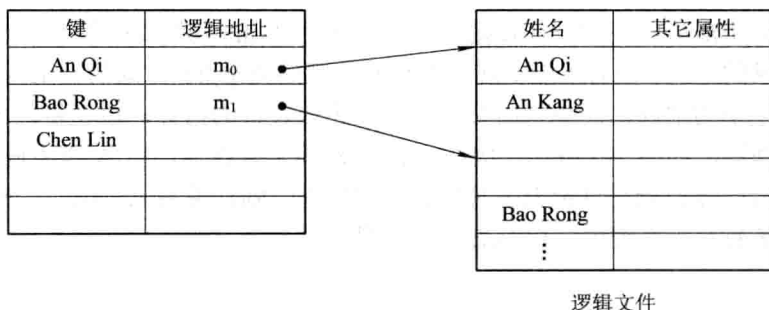 键 逻辑地址
An Qi m₀
Bao Rong m₁
Chen Lin
姓名 其它属性
An Qi
An Kang
Bao Rong
⋮
逻辑文件